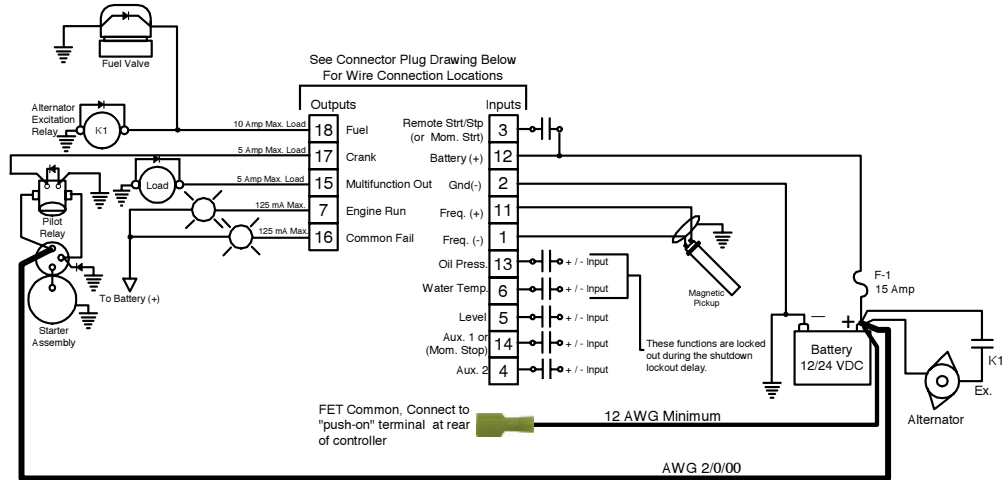 Fuel Valve
See Connector Plug Drawing Below
For Wire Connection Locations
Outputs
Inputs
Alternator
Excitation
Relay
K1
10 Amp Max. Load
18
Fuel
5 Amp Max. Load
17
Crank
5 Amp Max. Load
15
Multifunction Out
125 mA Max.
7
Engine Run
125 mA Max.
16
Common Fail
Load
Pilot
Relay
To Battery (+)
Starter
Assembly
Remote Strt/Stp
(or Mom. Strt)
3
Battery (+)
12
Gnd(-)
2
Freq. (+)
11
Freq. (-)
1
Oil Press.
13
+ / - Input
Water Temp.
6
+ / - Input
Level
5
+ / - Input
Aux. 1 or
(Mom. Stop)
14
+ / - Input
Aux. 2
4
+ / - Input
Magnetic
Pickup
These functions are locked
out during the shutdown
lockout delay.
F-1
15 Amp
— +
Battery
12/24 VDC
K1
Ex.
Alternator
FET Common, Connect to
"push-on" terminal at rear
of controller
12 AWG Minimum
AWG 2/0/00